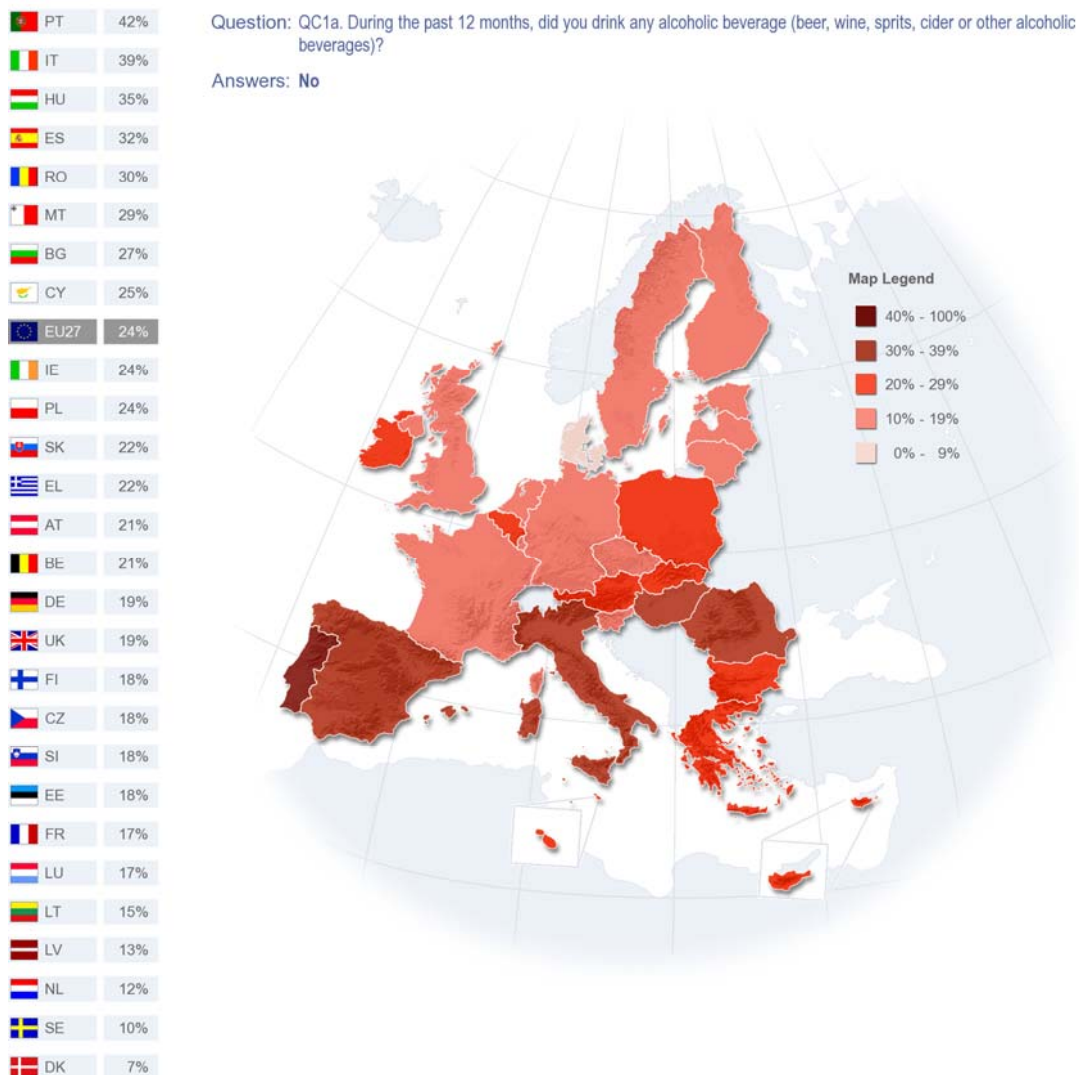 Question: QC1a. During the past 12 months, did you drink any alcoholic beverage (beer, wine, sprits, cider or other alcoholic
beverages)?
Answers: No
PT 42%
IT 39%
HU 35%
ES 32%
RO 30%
MT 29%
BG 27%
CY 25%
EU27 24%
IE 24%
PL 24%
SK 22%
EL 22%
AT 21%
BE 21%
DE 19%
UK 19%
FI 18%
CZ 18%
SI 18%
EE 18%
FR 17%
LU 17%
LT 15%
LV 13%
NL 12%
SE 10%
DK 7%
Map Legend
40% - 100%
30% - 39%
20% - 29%
10% - 19%
0% - 9%